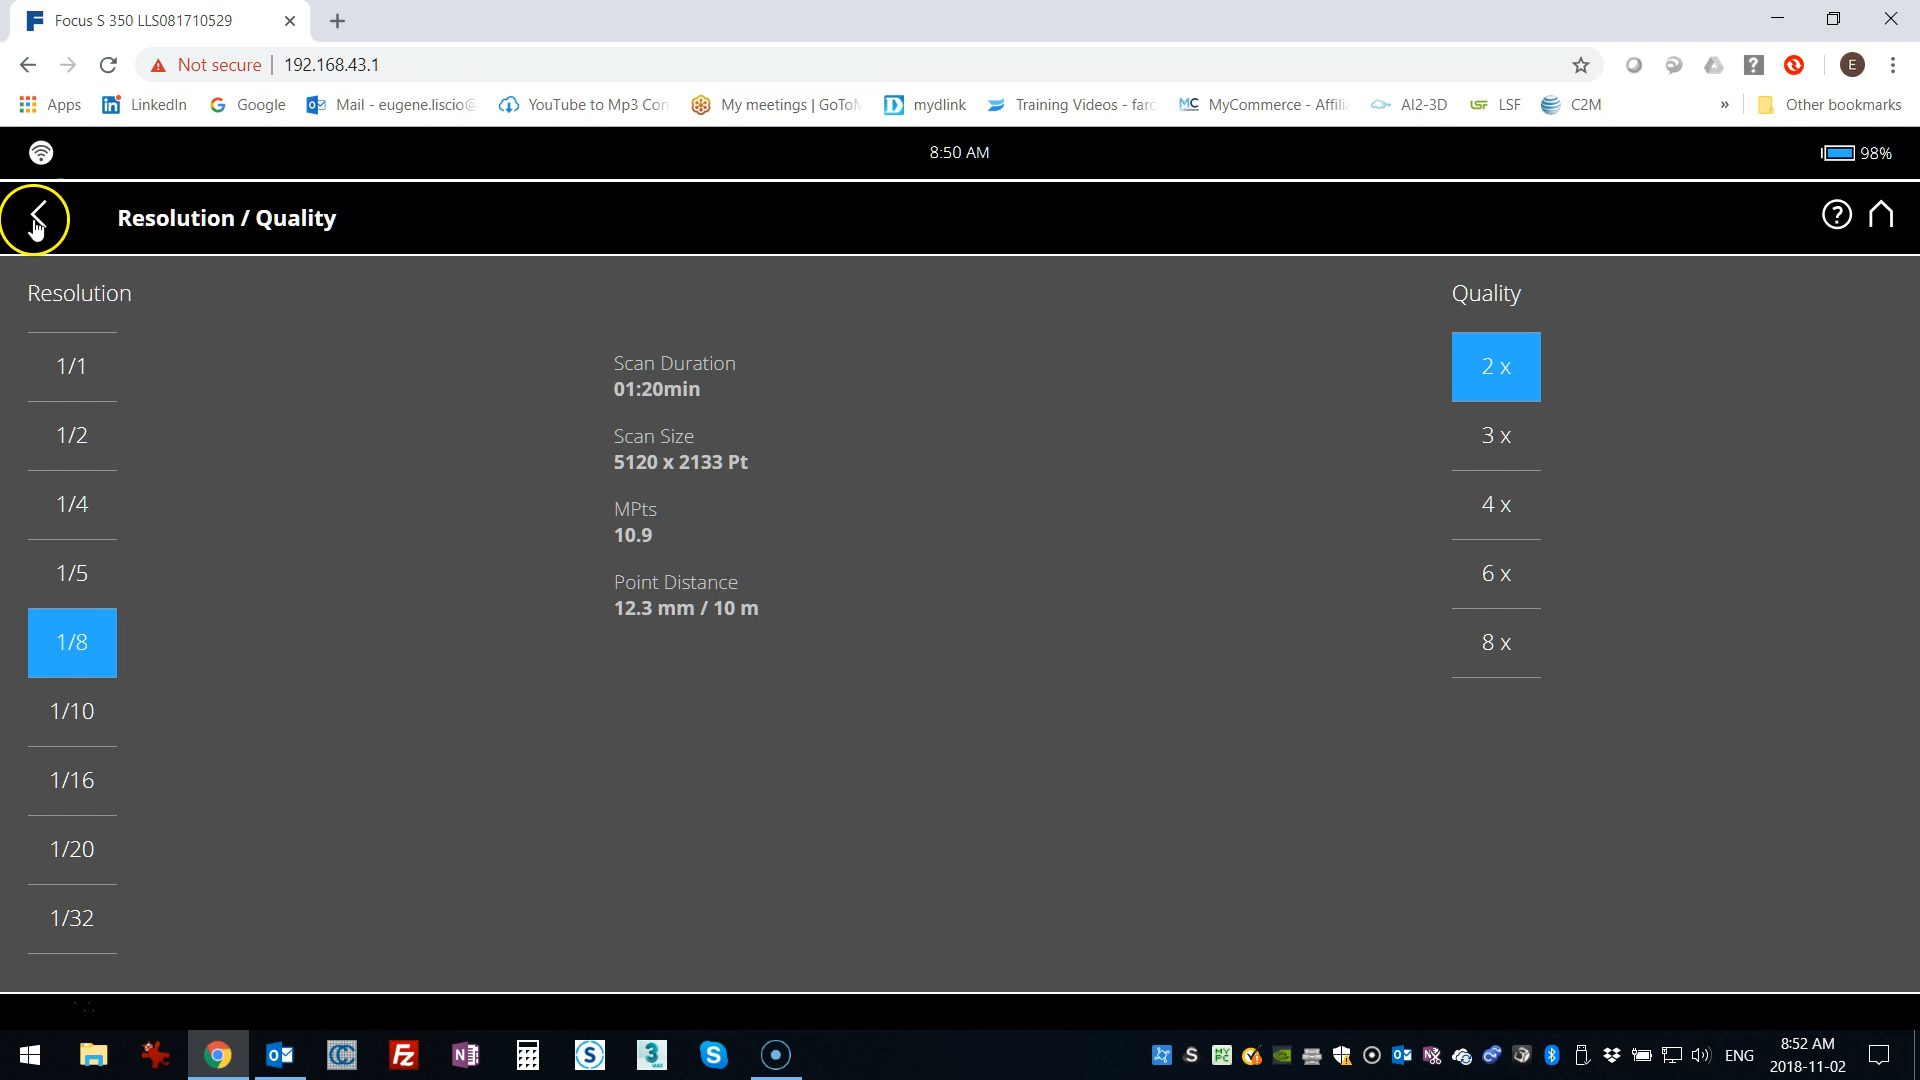 Focus S 350 LLS081710529
Not secure 192.168.43.1
E
Apps LinkedIn Google Mail - eugene.liscio@ YouTube to Mp3 Con My meetings | GoToM mydlink Training Videos - faro MyCommerce - Affilia AI2-3D LSF C2M » Other bookmarks
8:50 AM
98%
Resolution / Quality
Resolution
1/1
1/2
1/4
1/5
1/8
1/10
1/16
1/20
1/32
Scan Duration
01:20min
Scan Size
5120 x 2133 Pt
MPts
10.9
Point Distance
12.3 mm / 10 m
Quality
2 x
3 x
4 x
6 x
8 x
ENG
8:52 AM
2018-11-02